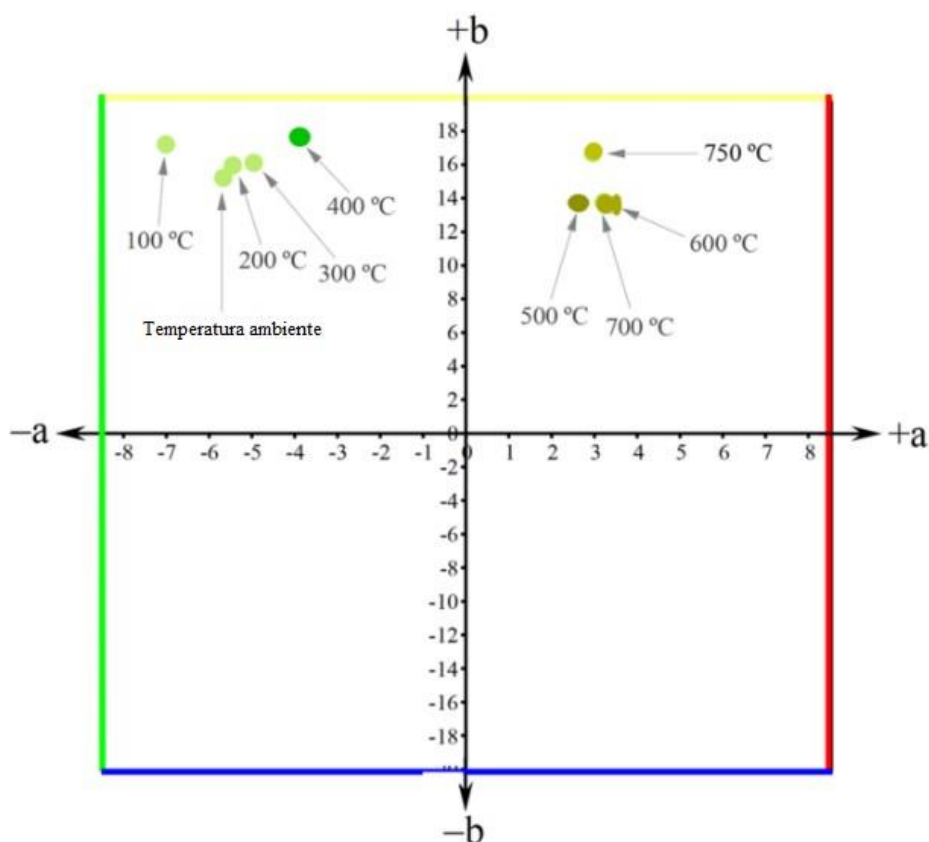 +b
18
16
14
12
10
8
6
4
2
0
750 ºC
600 ºC
500 ºC
700 ºC
400 ºC
100 ºC
200 ºC
300 ºC
Temperatura ambiente
–a
+a
-8 -7 -6 -5 -4 -3 -2 -1 0 1 2 3 4 5 6 7 8
-2
-4
-6
-8
-10
-12
-14
-16
-18
–b